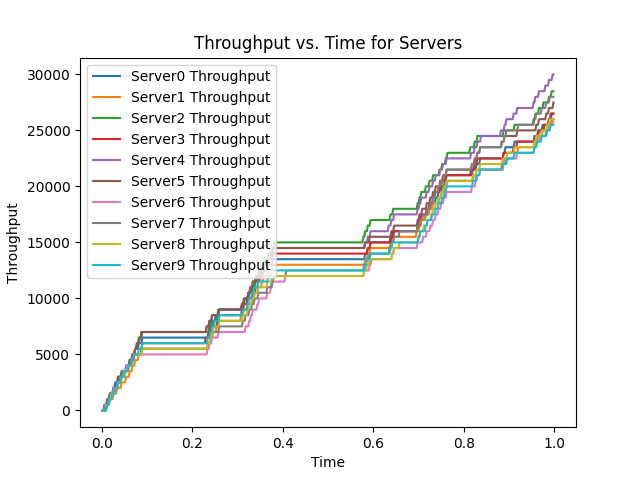 Throughput vs. Time for Servers
30000
25000
20000
15000
10000
5000
0
Throughput
Server0 Throughput
Server1 Throughput
Server2 Throughput
Server3 Throughput
Server4 Throughput
Server5 Throughput
Server6 Throughput
Server7 Throughput
Server8 Throughput
Server9 Throughput
0.0 0.2 0.4 0.6 0.8 1.0
Time